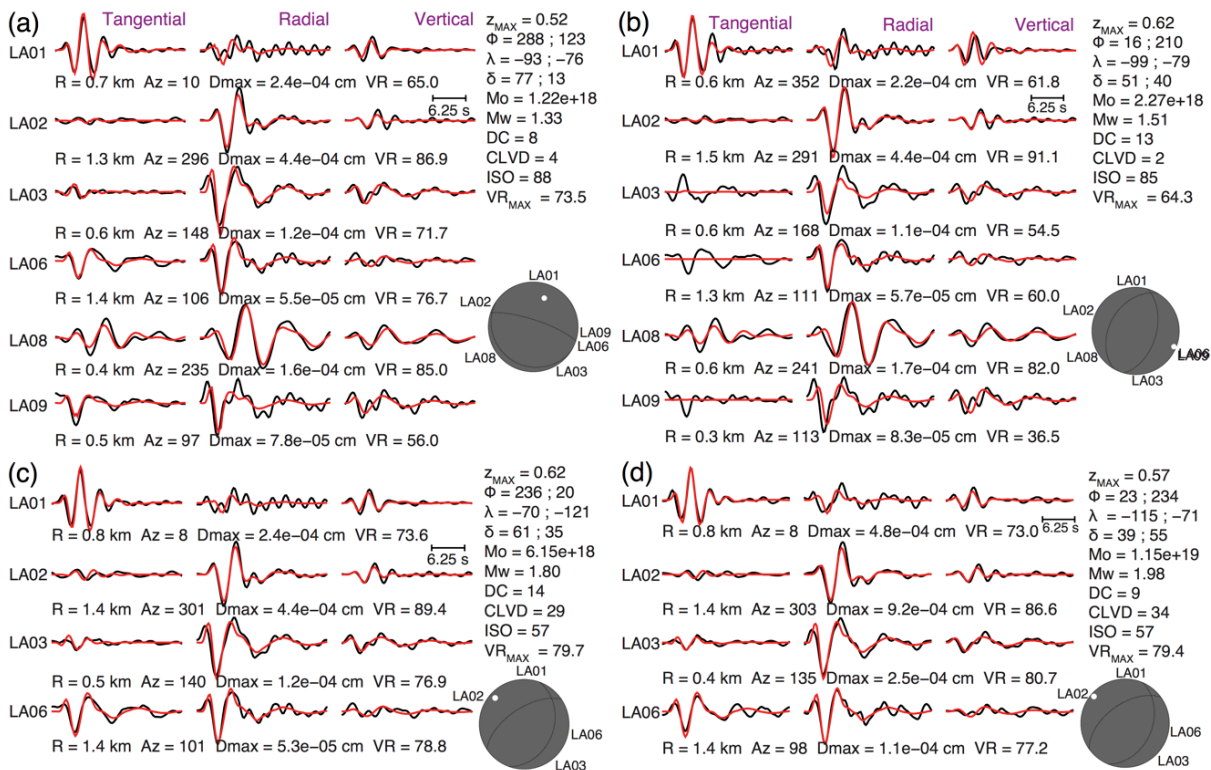 (a)
Tangential Radial Vertical
LA01
R = 0.7 km Az = 10 Dmax = 2.4e−04 cm VR = 65.0
6.25 s
LA02
R = 1.3 km Az = 296 Dmax = 4.4e−04 cm VR = 86.9
LA03
R = 0.6 km Az = 148 Dmax = 1.2e−04 cm VR = 71.7
LA06
R = 1.4 km Az = 106 Dmax = 5.5e−05 cm VR = 76.7
LA08
R = 0.4 km Az = 235 Dmax = 1.6e−04 cm VR = 85.0
LA09
R = 0.5 km Az = 97 Dmax = 7.8e−05 cm VR = 56.0
zMAX = 0.52
Φ = 288 ; 123
λ = −93 ; −76
δ = 77 ; 13
Mo = 1.22e+18
Mw = 1.33
DC = 8
CLVD = 4
ISO = 88
VRMAX = 73.5
LA01
LA02
LA09
LA06
LA08
LA03
(b)
Tangential Radial Vertical
LA01
R = 0.6 km Az = 352 Dmax = 2.2e−04 cm VR = 61.8
6.25 s
LA02
R = 1.5 km Az = 291 Dmax = 4.4e−04 cm VR = 91.1
LA03
R = 0.6 km Az = 168 Dmax = 1.1e−04 cm VR = 54.5
LA06
R = 1.3 km Az = 111 Dmax = 5.7e−05 cm VR = 60.0
LA08
R = 0.6 km Az = 241 Dmax = 1.7e−04 cm VR = 82.0
LA09
R = 0.3 km Az = 113 Dmax = 8.3e−05 cm VR = 36.5
zMAX = 0.62
Φ = 16 ; 210
λ = −99 ; −79
δ = 51 ; 40
Mo = 2.27e+18
Mw = 1.51
DC = 13
CLVD = 2
ISO = 85
VRMAX = 64.3
LA01
LA02
LA06
LA08
LA03
(c)
LA01
R = 0.8 km Az = 8 Dmax = 2.4e−04 cm VR = 73.6
6.25 s
LA02
R = 1.4 km Az = 301 Dmax = 4.4e−04 cm VR = 89.4
LA03
R = 0.5 km Az = 140 Dmax = 1.2e−04 cm VR = 76.9
LA06
R = 1.4 km Az = 101 Dmax = 5.3e−05 cm VR = 78.8
zMAX = 0.62
Φ = 236 ; 20
λ = −70 ; −121
δ = 61 ; 35
Mo = 6.15e+18
Mw = 1.80
DC = 14
CLVD = 29
ISO = 57
VRMAX = 79.7
LA01
LA02
LA06
LA03
(d)
LA01
R = 0.8 km Az = 8 Dmax = 4.8e−04 cm VR = 73.0
6.25 s
LA02
R = 1.4 km Az = 303 Dmax = 9.2e−04 cm VR = 86.6
LA03
R = 0.4 km Az = 135 Dmax = 2.5e−04 cm VR = 80.7
LA06
R = 1.4 km Az = 98 Dmax = 1.1e−04 cm VR = 77.2
zMAX = 0.57
Φ = 23 ; 234
λ = −115 ; −71
δ = 39 ; 55
Mo = 1.15e+19
Mw = 1.98
DC = 9
CLVD = 34
ISO = 57
VRMAX = 79.4
LA01
LA02
LA06
LA03